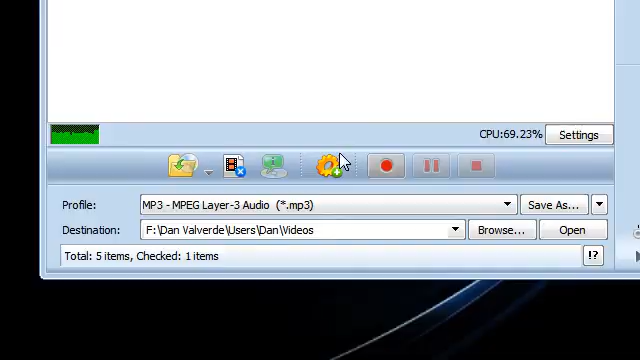 CPU:69.23%
Settings
Profile:
MP3 - MPEG Layer-3 Audio (*.mp3)
Save As...
Destination:
F:\Dan Valverde\Users\Dan\Videos
Browse...
Open
Total: 5 items, Checked: 1 items
!?